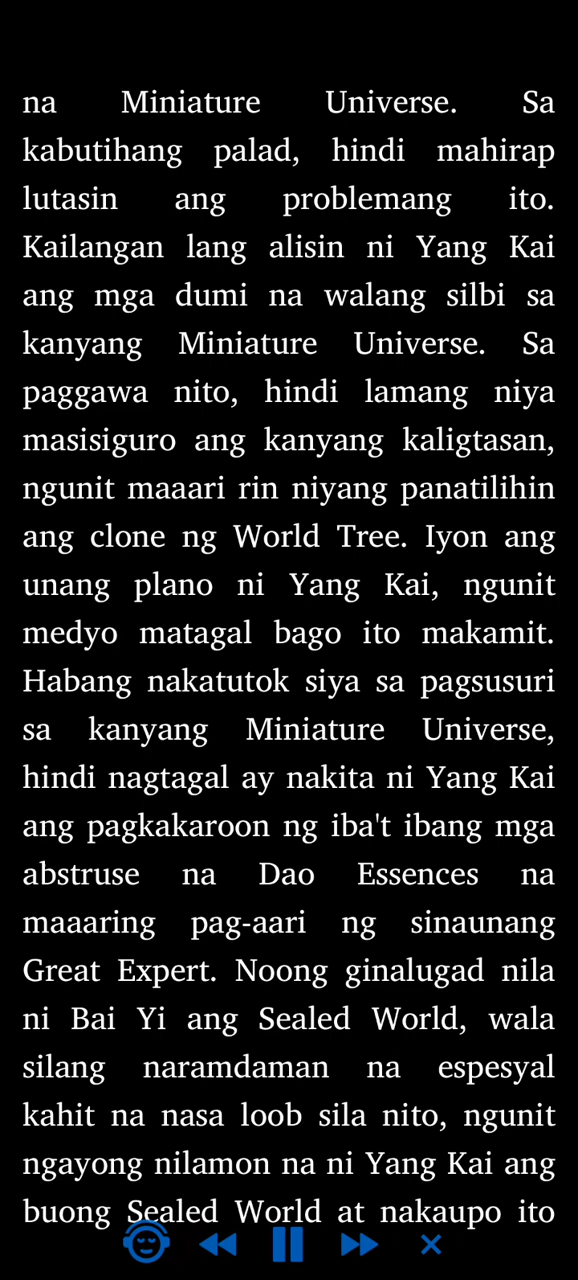 na Miniature Universe. Sa
kabutihang palad, hindi mahirap
lutasin ang problemang ito.
Kailangan lang alisin ni Yang Kai
ang mga dumi na walang silbi sa
kanyang Miniature Universe. Sa
paggawa nito, hindi lamang niya
masisiguro ang kanyang kaligtasan,
ngunit maaari rin niyang panatilihin
ang clone ng World Tree. Iyon ang
unang plano ni Yang Kai, ngunit
medyo matagal bago ito makamit.
Habang nakatutok siya sa pagsusuri
sa kanyang Miniature Universe,
hindi nagtagal ay nakita ni Yang Kai
ang pagkakaroon ng iba't ibang mga
abstruse na Dao Essences na
maaaring pag-aari ng sinaunang
Great Expert. Noong ginalugad nila
ni Bai Yi ang Sealed World, wala
silang naramdaman na espesyal
kahit na nasa loob sila nito, ngunit
ngayong nilamon na ni Yang Kai ang
buong Sealed World at nakaupo ito